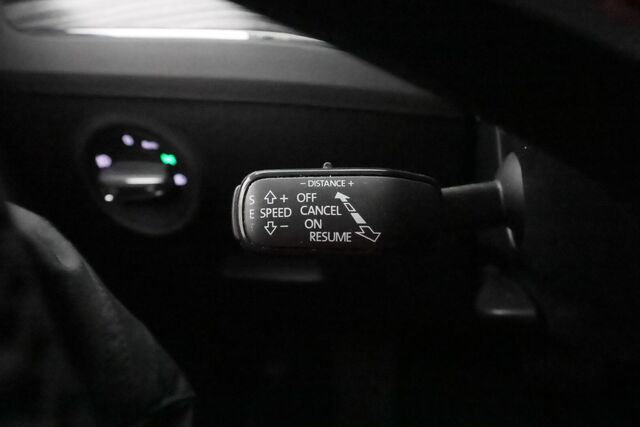 − DISTANCE +
S + OFF
E SPEED CANCEL
T − ON
RESUME